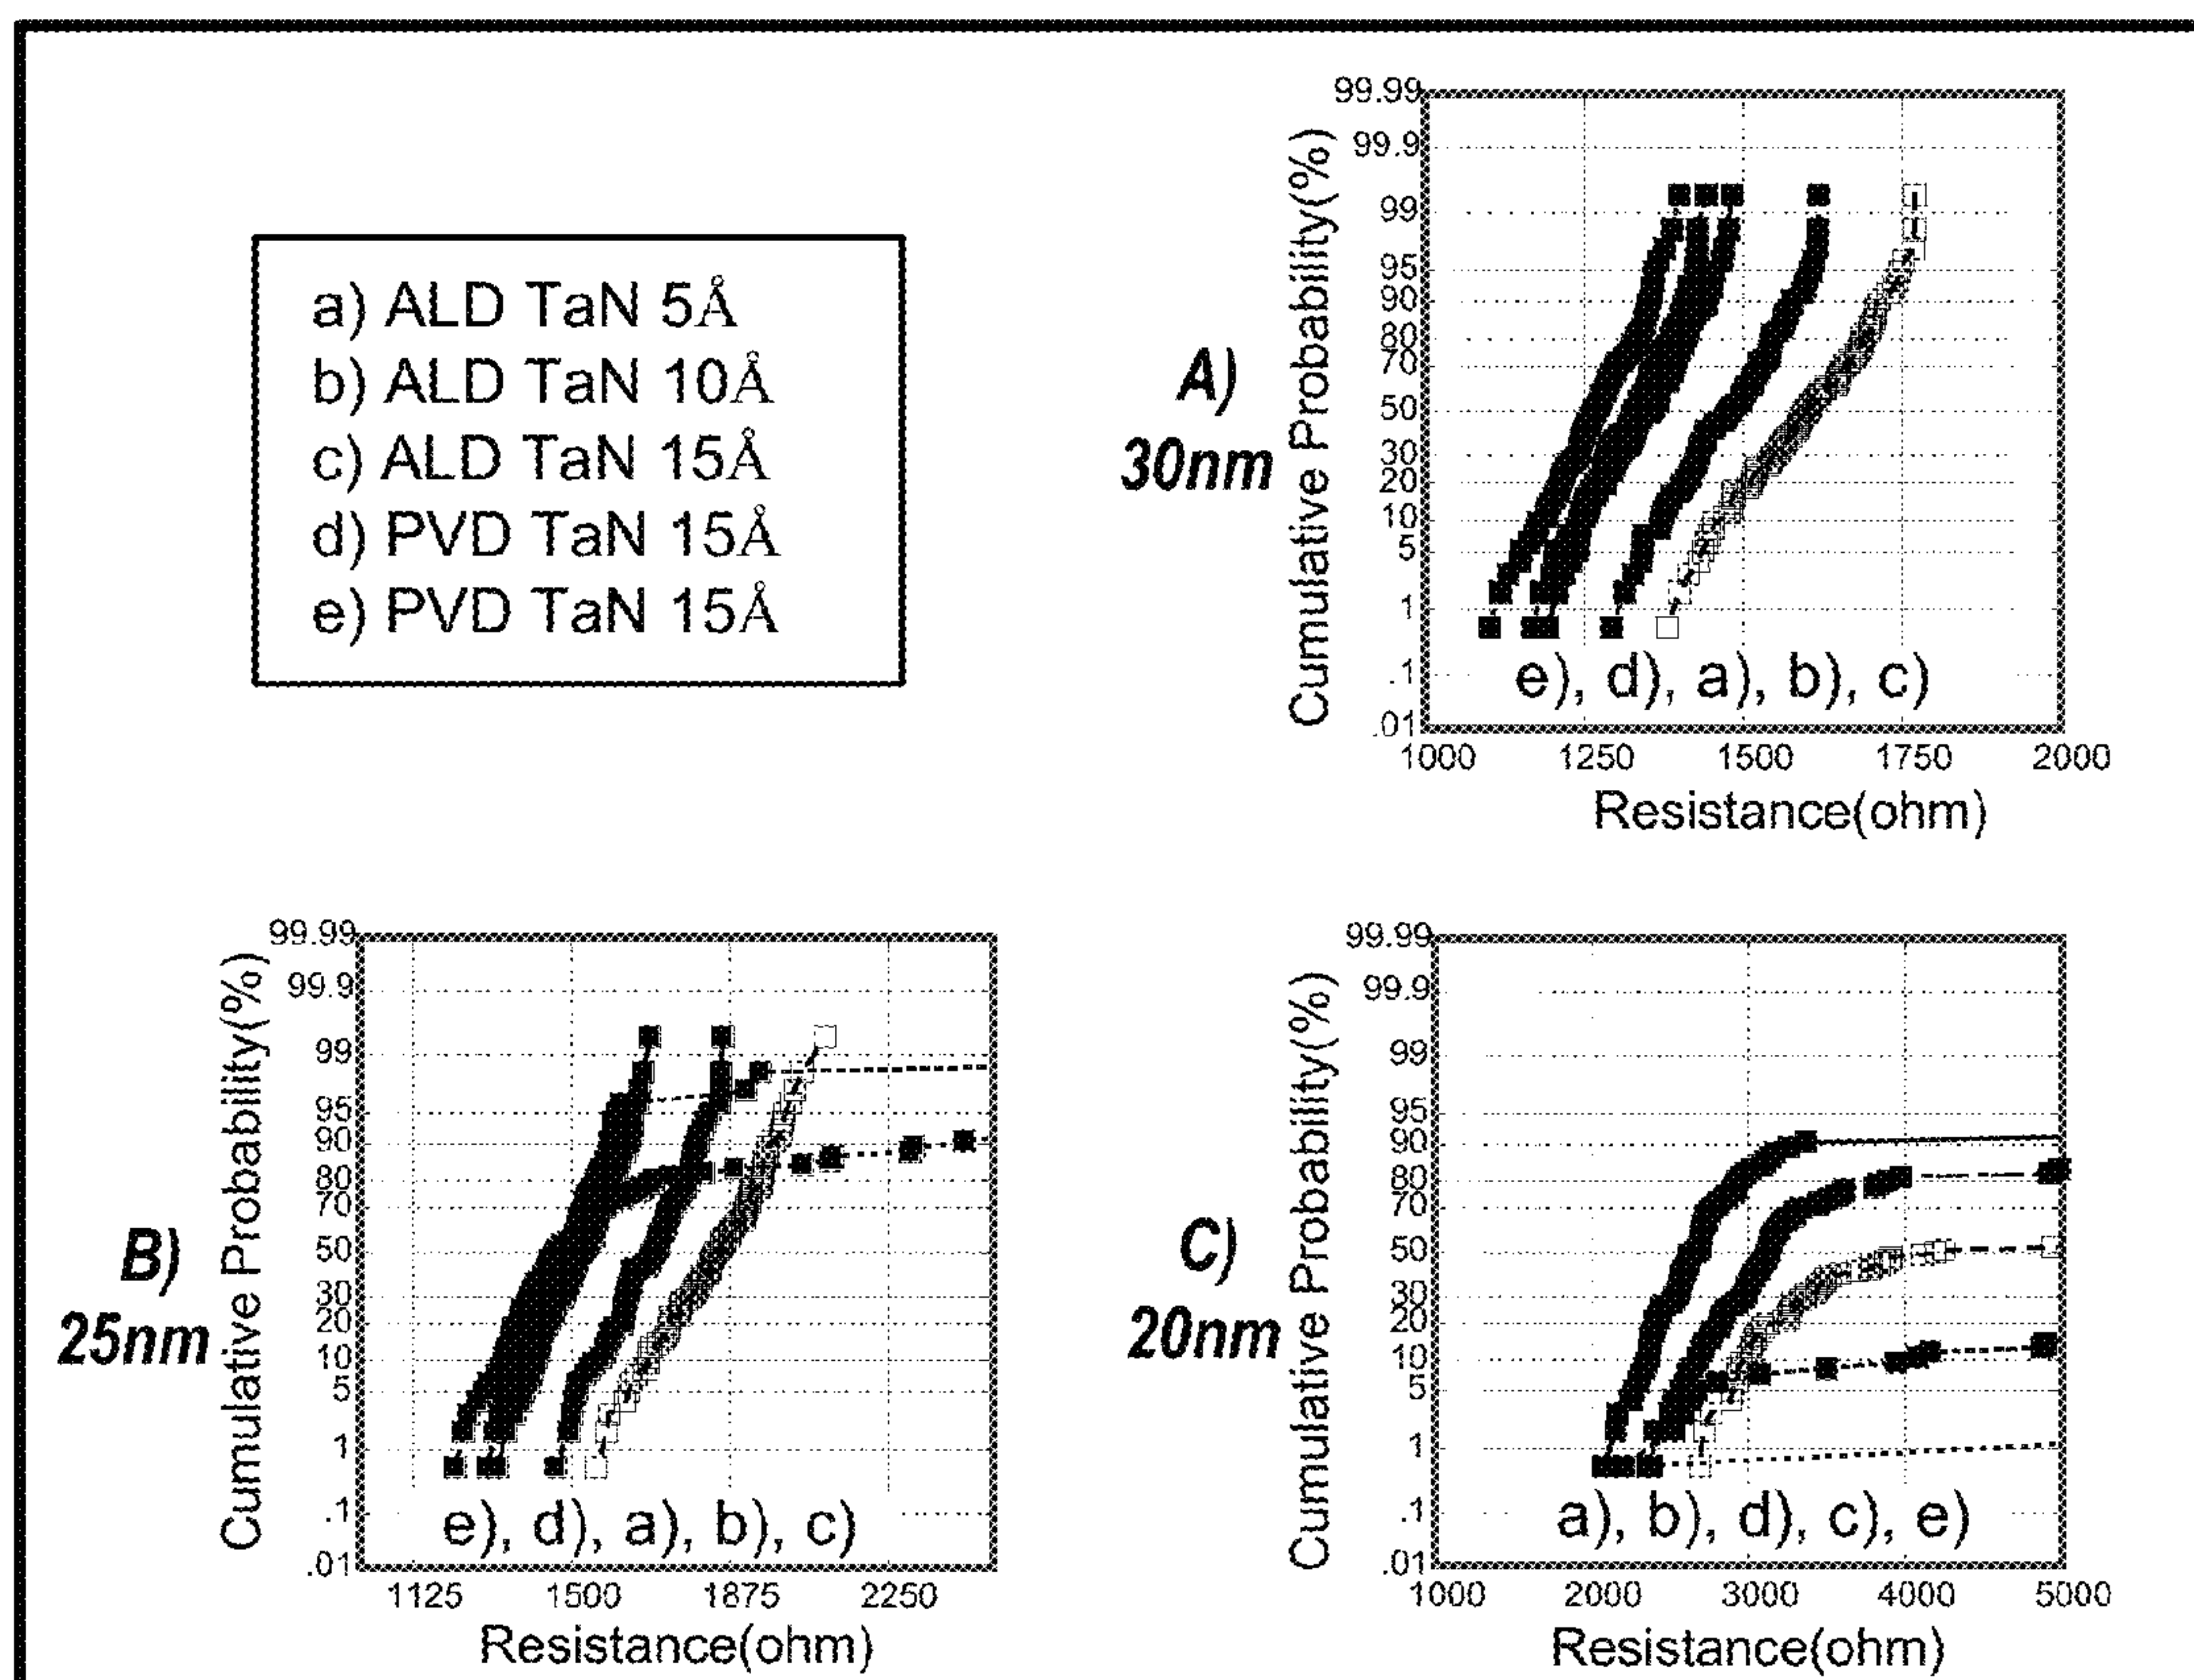 a) ALD TaN 5Å
b) ALD TaN 10Å
c) ALD TaN 15Å
d) PVD TaN 15Å
e) PVD TaN 15Å
A)
30nm
Cumulative Probability(%)
99.99
99.9
99
95
90
80
70
50
30
20
10
5
1
.1
.01
e), d), a), b), c)
1000 1250 1500 1750 2000
Resistance(ohm)
B)
25nm
Cumulative Probability(%)
99.99
99.9
99
95
90
80
70
50
30
20
10
5
1
.1
.01
e), d), a), b), c)
1125 1500 1875 2250
Resistance(ohm)
C)
20nm
Cumulative Probability(%)
99.99
99.9
99
95
90
80
70
50
30
20
10
5
1
.1
.01
a), b), d), c), e)
1000 2000 3000 4000 5000
Resistance(ohm)